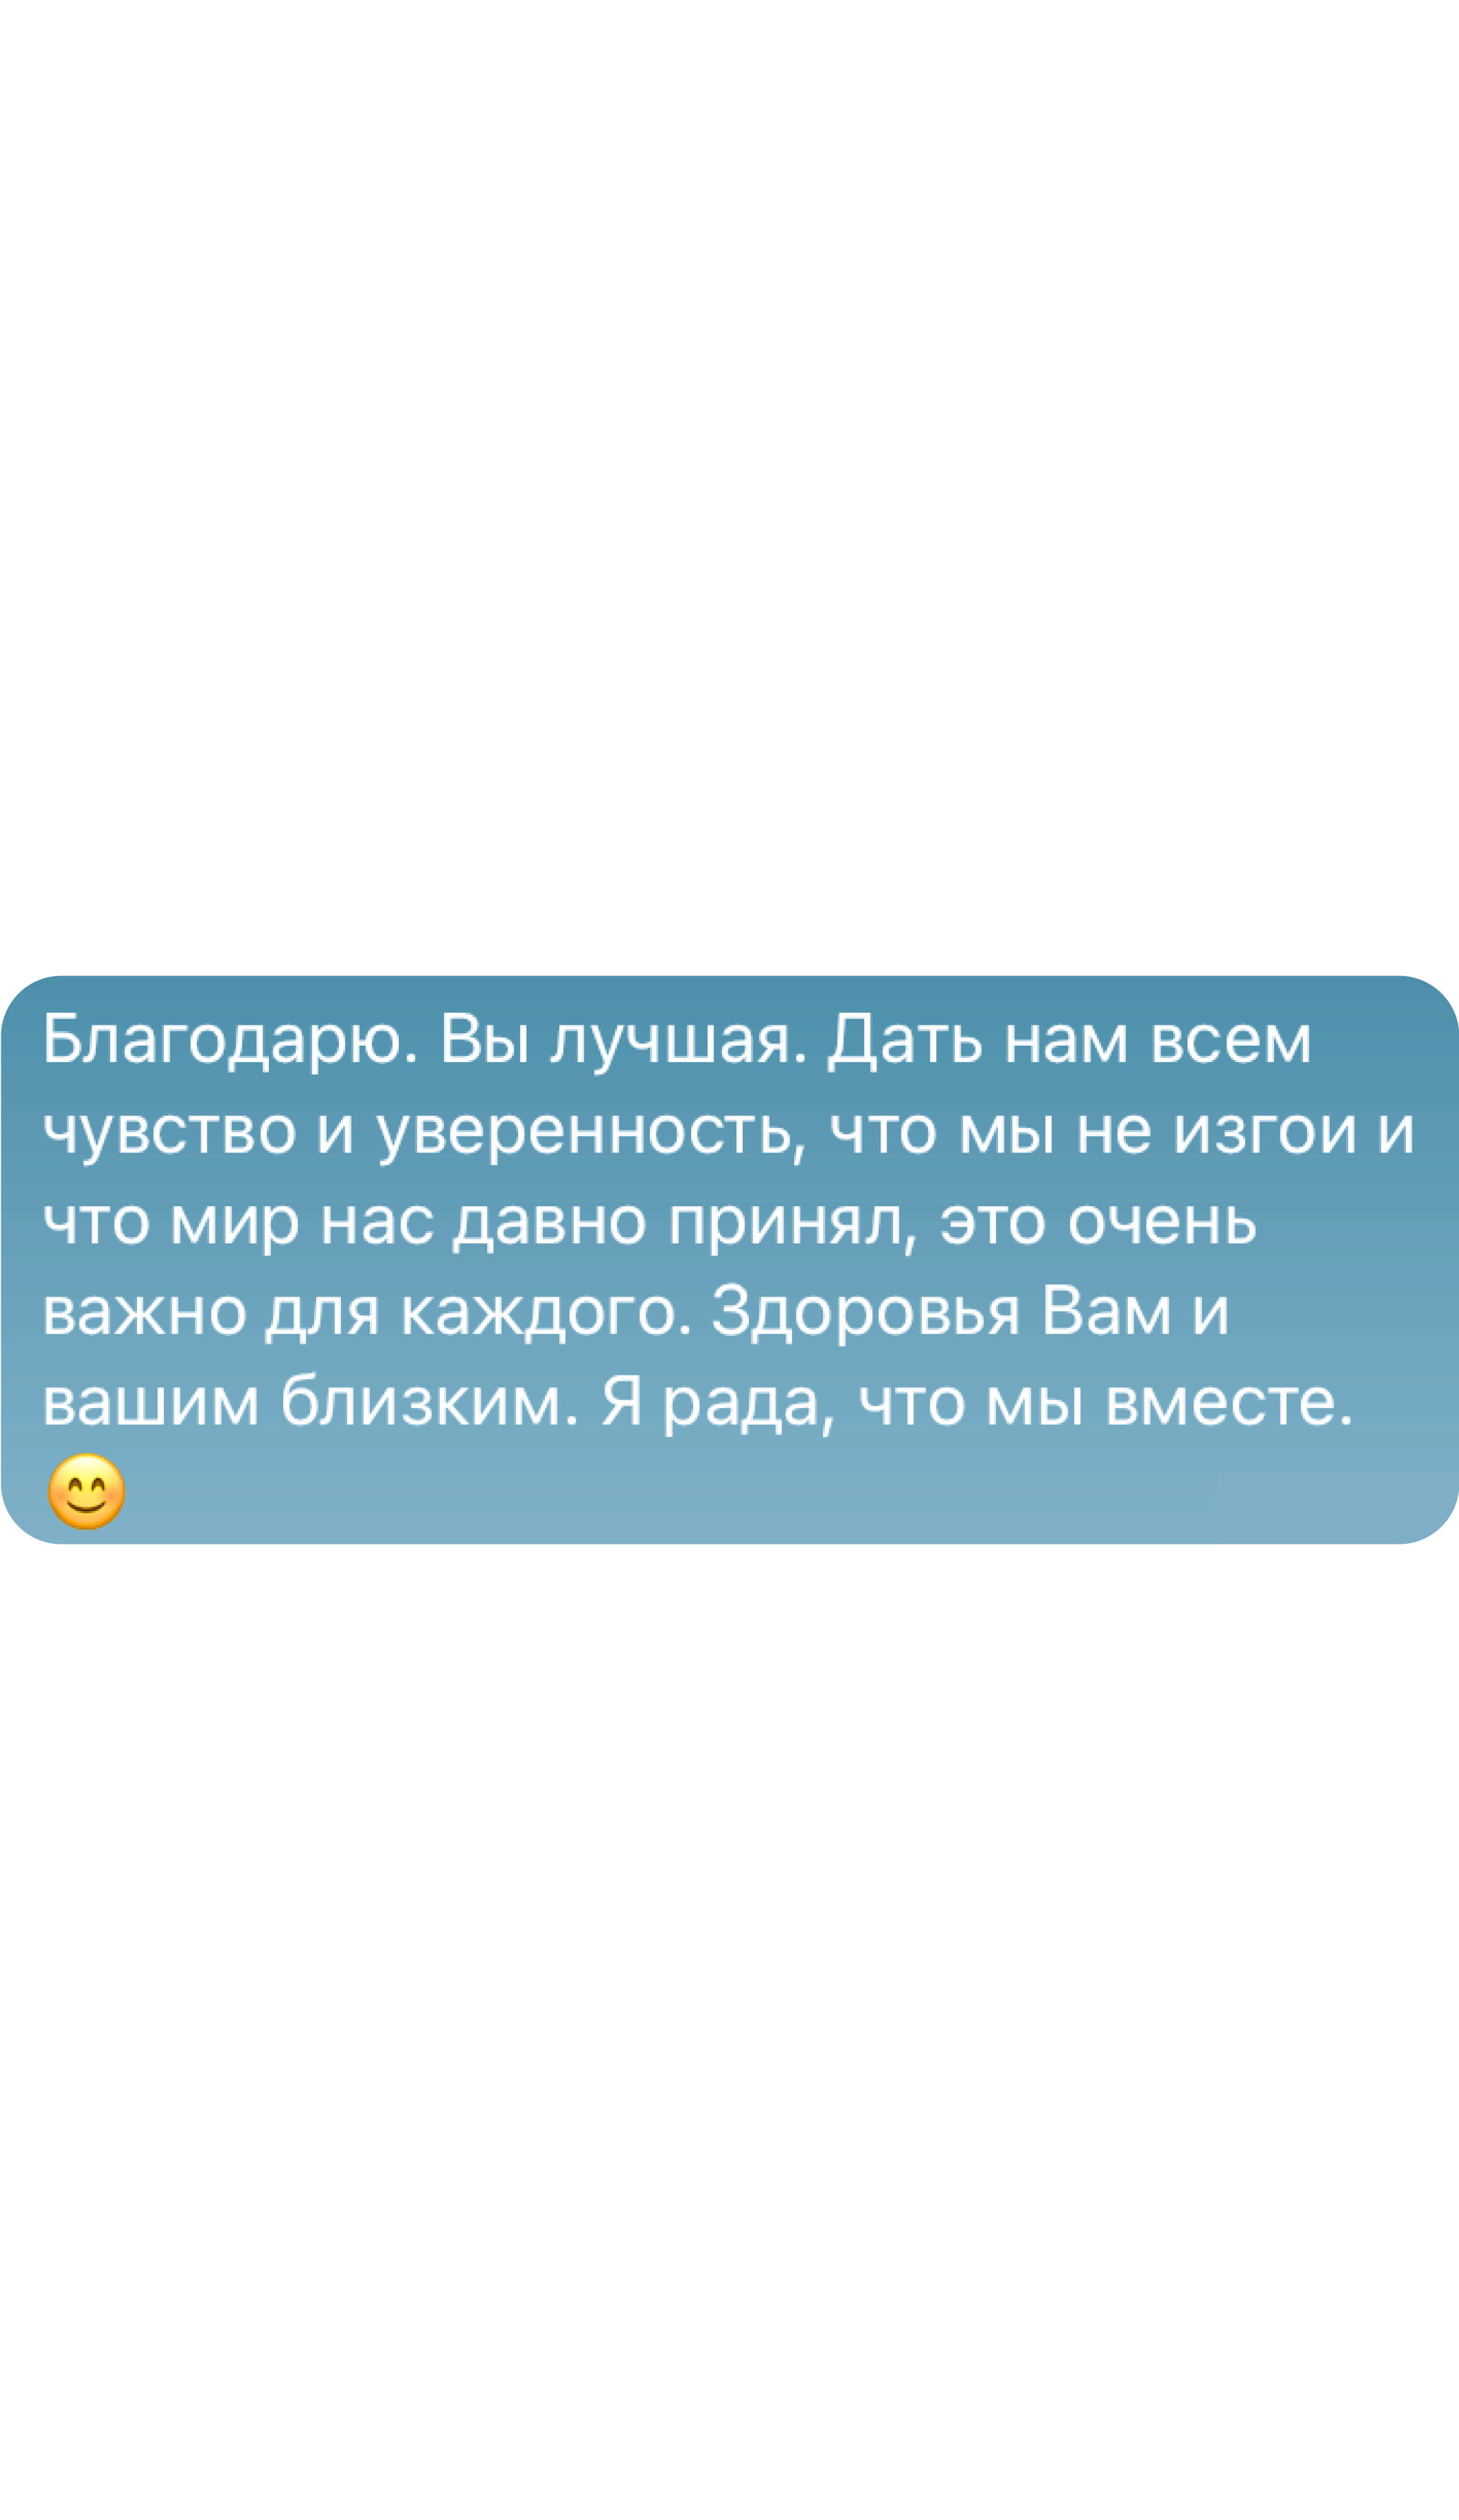 Благодарю. Вы лучшая. Дать нам всем
чувство и уверенность, что мы не изгои и
что мир нас давно принял, это очень
важно для каждого. Здоровья Вам и
вашим близким. Я рада, что мы вместе.
😊